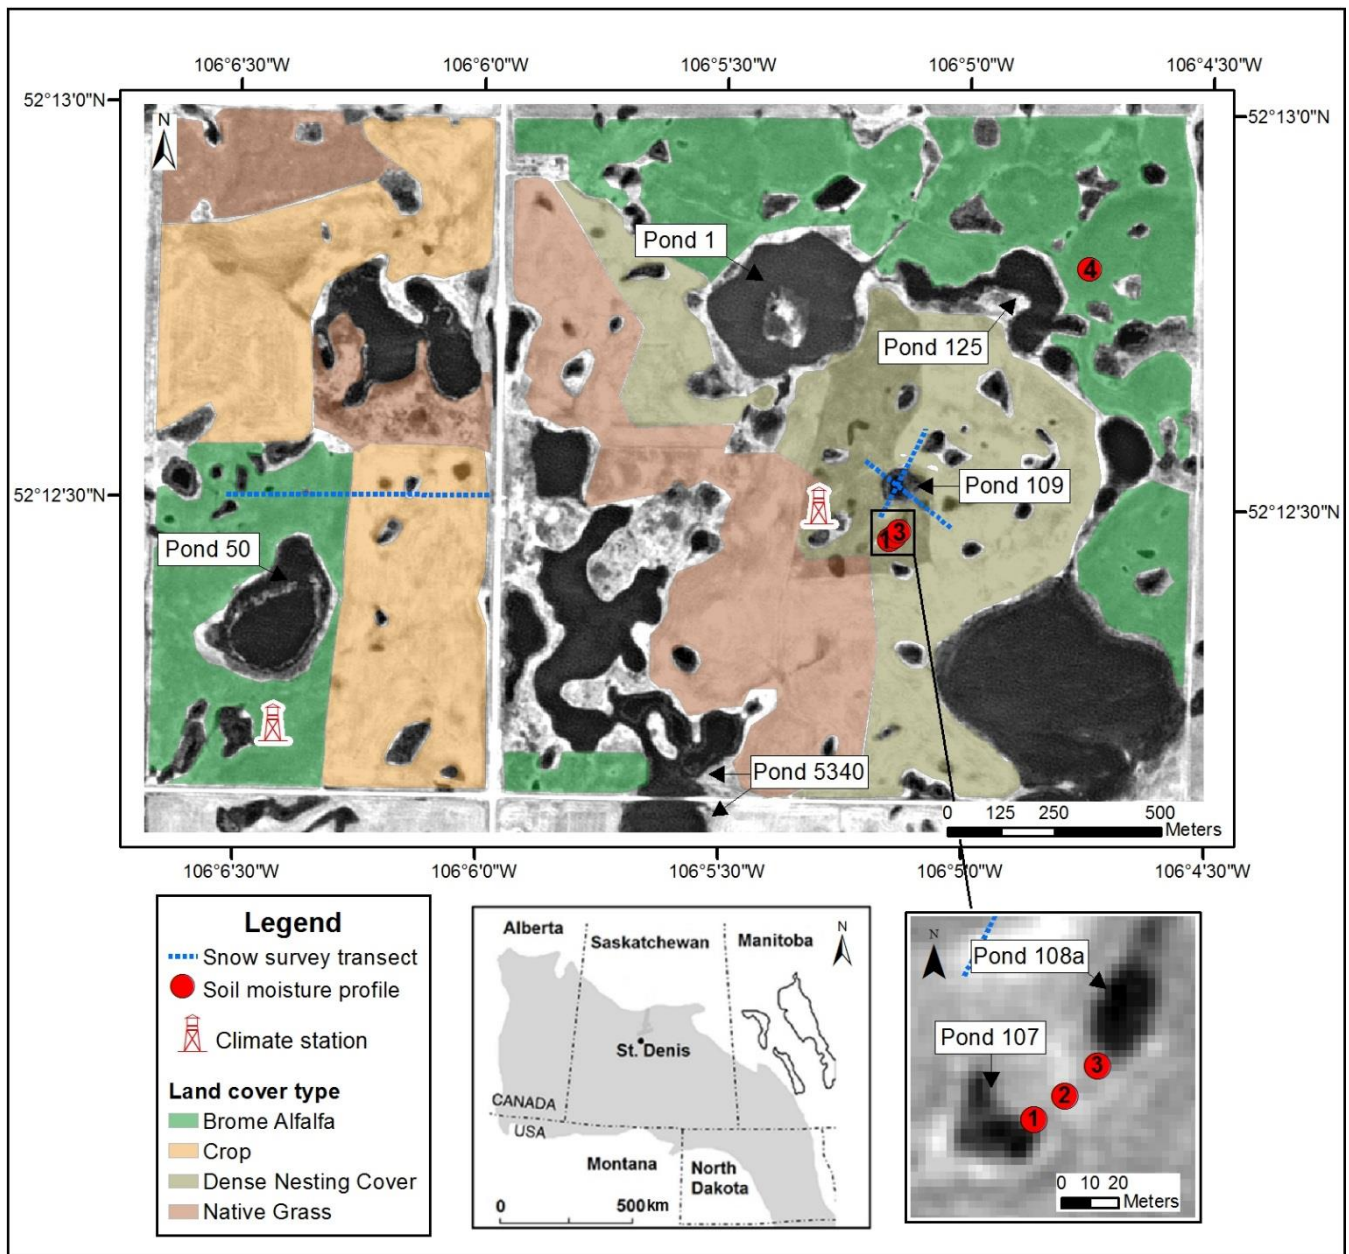 106°6'30"W 106°6'0"W 106°5'30"W 106°5'0"W 106°4'30"W
52°13'0"N 52°13'0"N
N
Pond 1
4
Pond 125
52°12'30"N 52°12'30"N
Pond 109
1 3
Pond 50
Pond 5340
0 125 250 500
Meters
106°6'30"W 106°6'0"W 106°5'30"W 106°5'0"W 106°4'30"W
Legend
Snow survey transect
Soil moisture profile
Climate station
Land cover type
Brome Alfalfa
Crop
Dense Nesting Cover
Native Grass
Alberta
Saskatchewan
Manitoba
N
St. Denis
CANADA
USA
Montana
North
Dakota
0 500 km
N
Pond 108a
Pond 107
3
2
1
0 10 20
Meters